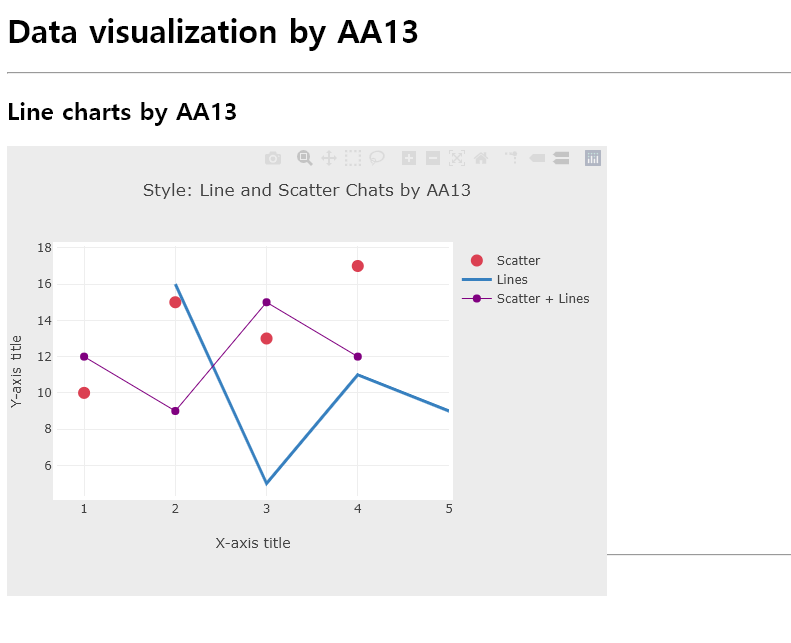 Data visualization by AA13
Line charts by AA13
Style: Line and Scatter Chats by AA13
18
16
14
12
10
8
6
Y-axis title
1 2 3 4 5
X-axis title
Scatter
Lines
Scatter + Lines